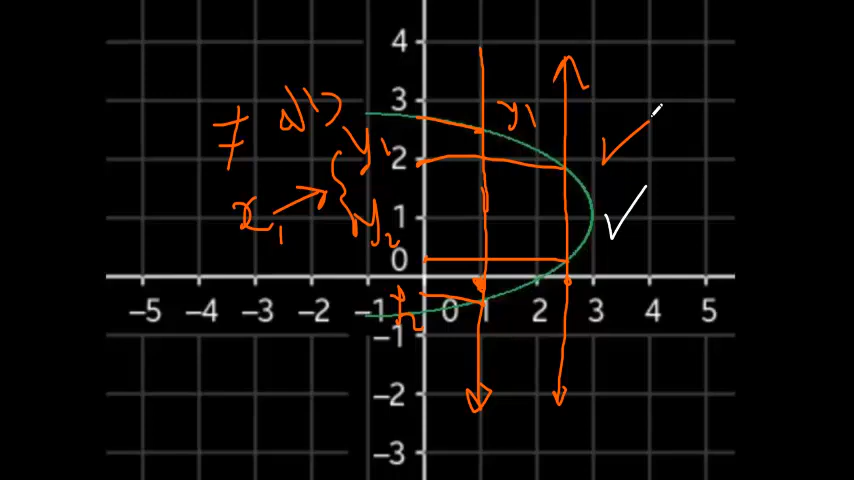 4
3
y₁
2
x₁ → { y₁
y₂
1
0
−5 −4 −3 −2 −1 0 1 2 3 4 5
−1
−2
−3